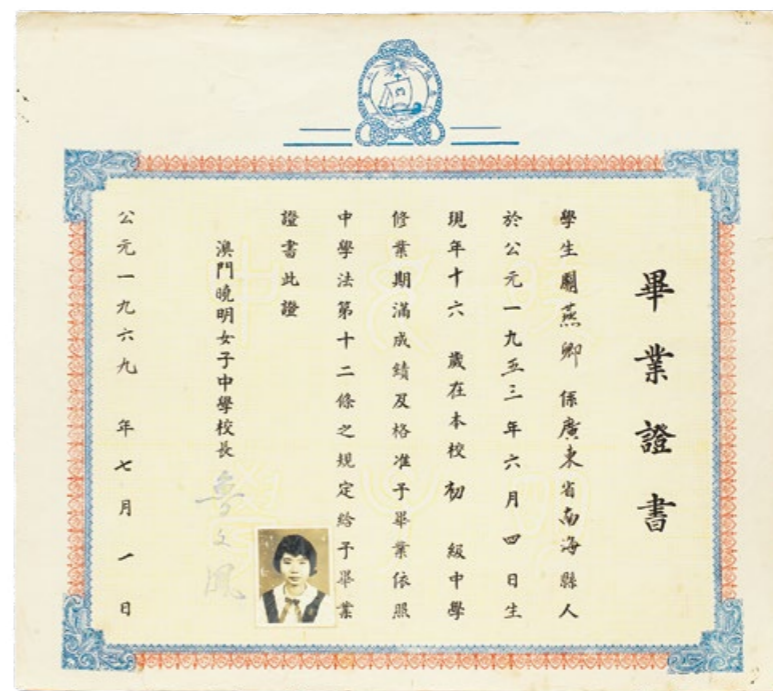 畢業證書
學生關燕卿係廣東省南海縣人
於公元一九五三年六月四日生
現年十六歲在本校初級中學
修業期滿成績及格准予畢業依照
中學法第十二條之規定給予畢業
證書此證
澳門曉明女子中學校長
公元一九六九年七月一日